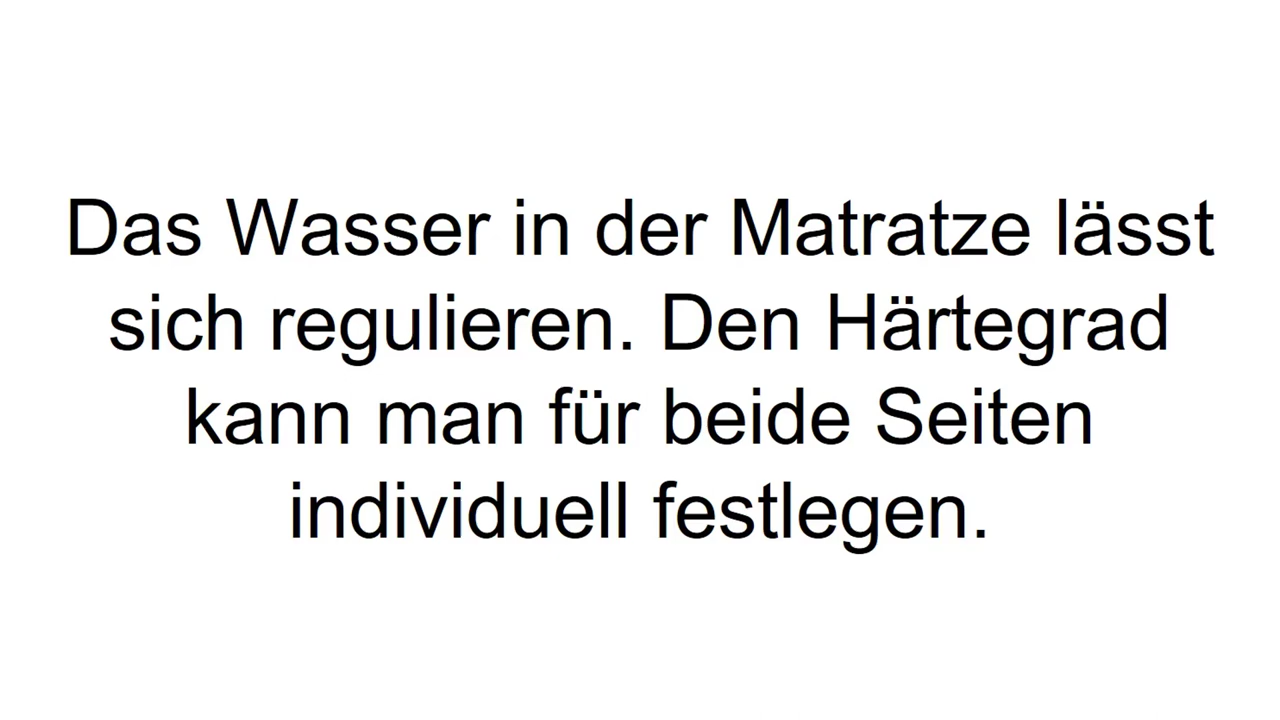 Das Wasser in der Matratze lässt
sich regulieren. Den Härtegrad
kann man für beide Seiten
individuell festlegen.